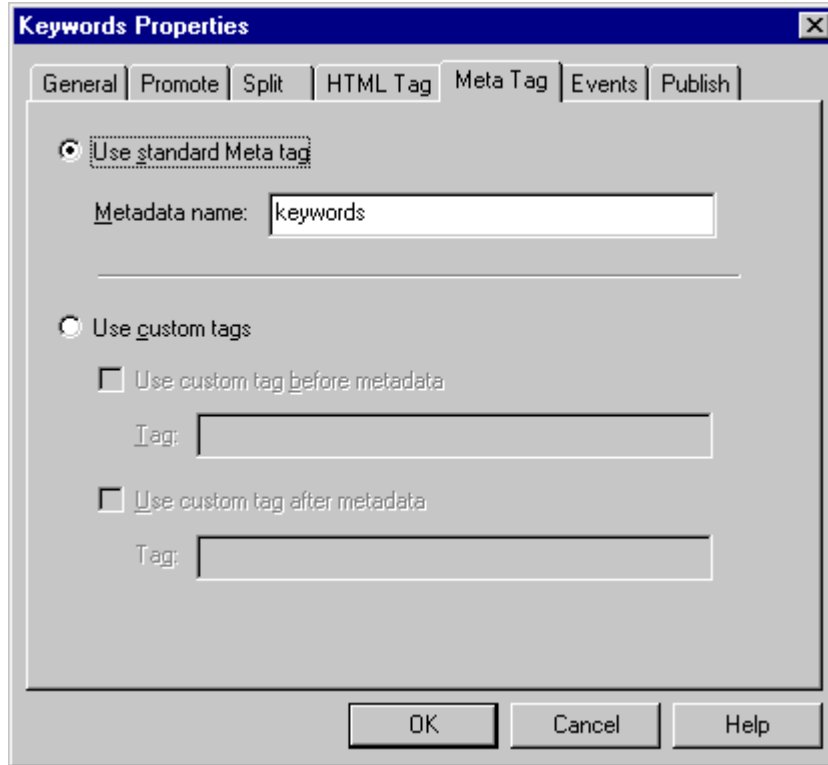 Keywords Properties
General Promote Split HTML Tag Meta Tag Events Publish
Use standard Meta tag
Metadata name: keywords
Use custom tags
Use custom tag before metadata
Tag:
Use custom tag after metadata
Tag:
OK Cancel Help